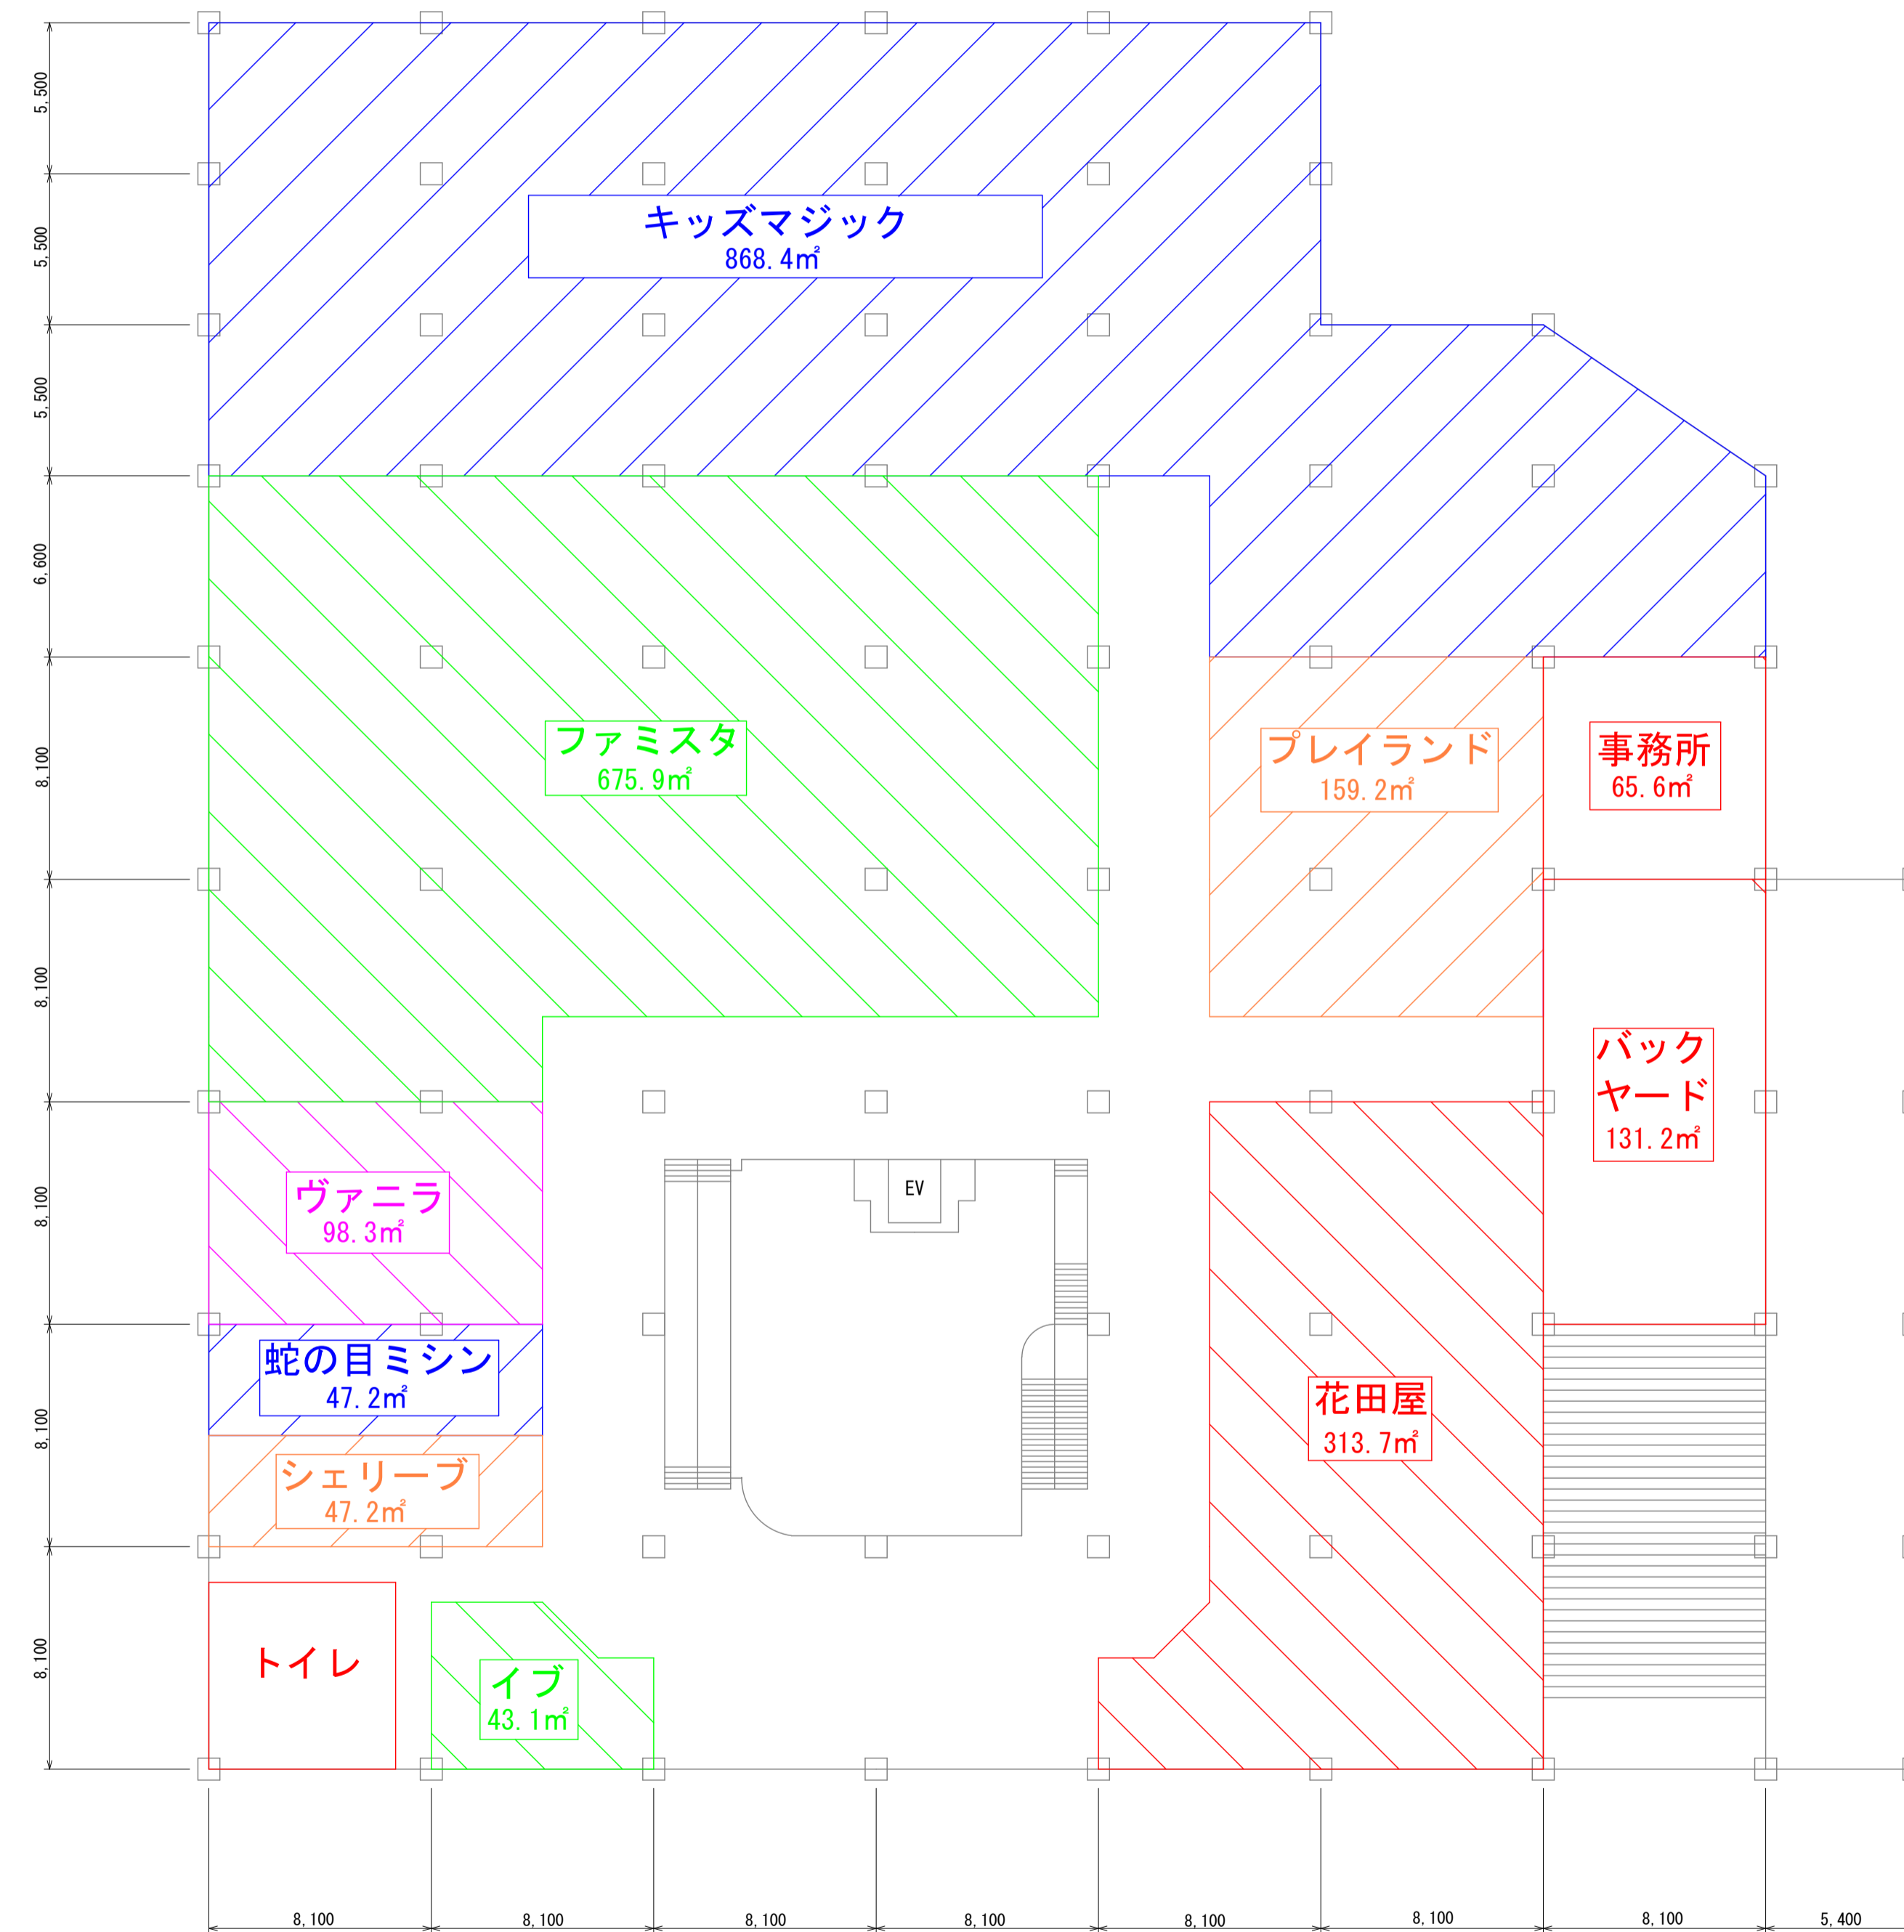 5,500
5,500
キッズマジック
868.4㎡
5,500
6,600
ファミスタ
675.9㎡
プレイランド
159.2㎡
事務所
65.6㎡
8,100
8,100
バック
ヤード
131.2㎡
ヴァニラ
98.3㎡
EV
8,100
蛇の目ミシン
47.2㎡
花田屋
313.7㎡
8,100
シェリーブ
47.2㎡
トイレ
イブ
43.1㎡
8,100
8,100
8,100
8,100
8,100
8,100
8,100
8,100
5,400